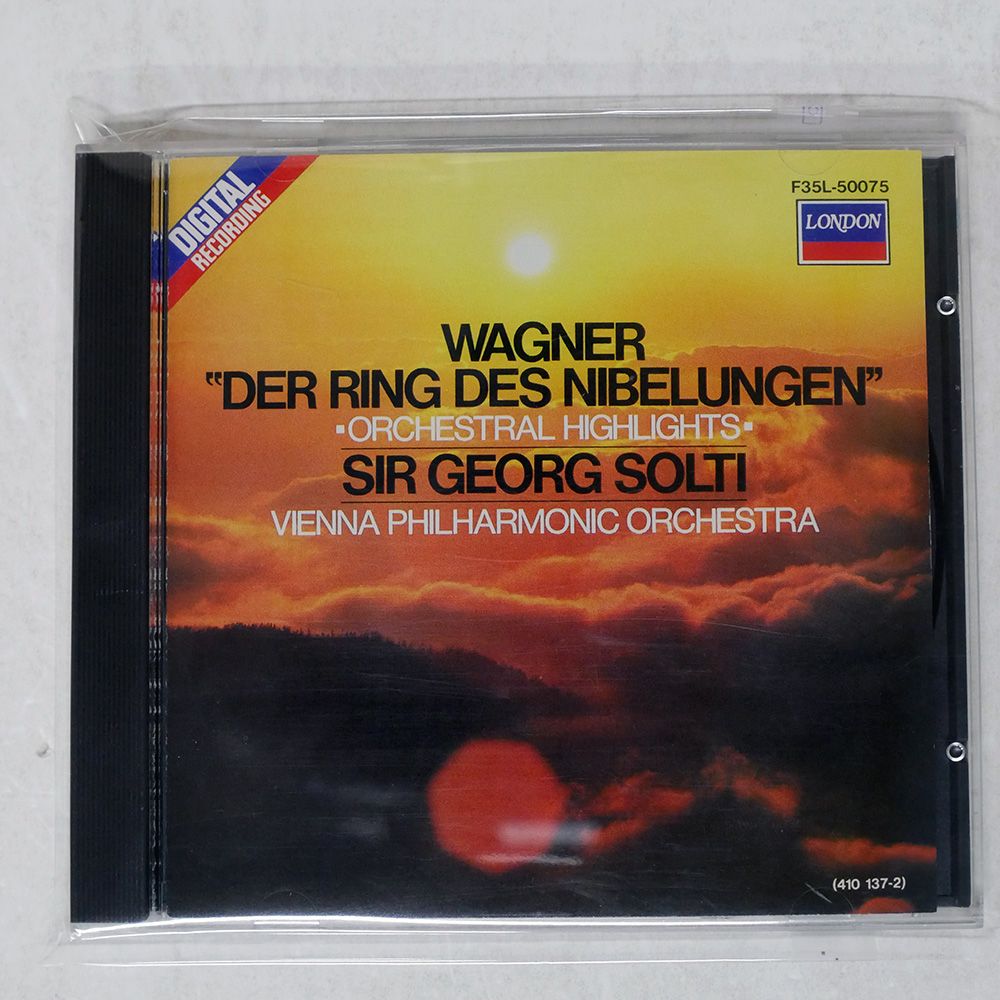 DIGITAL
RECORDING
F35L-50075
LONDON
WAGNER
"DER RING DES NIBELUNGEN"
▪ORCHESTRAL HIGHLIGHTS▪
SIR GEORG SOLTI
VIENNA PHILHARMONIC ORCHESTRA
(410 137-2)